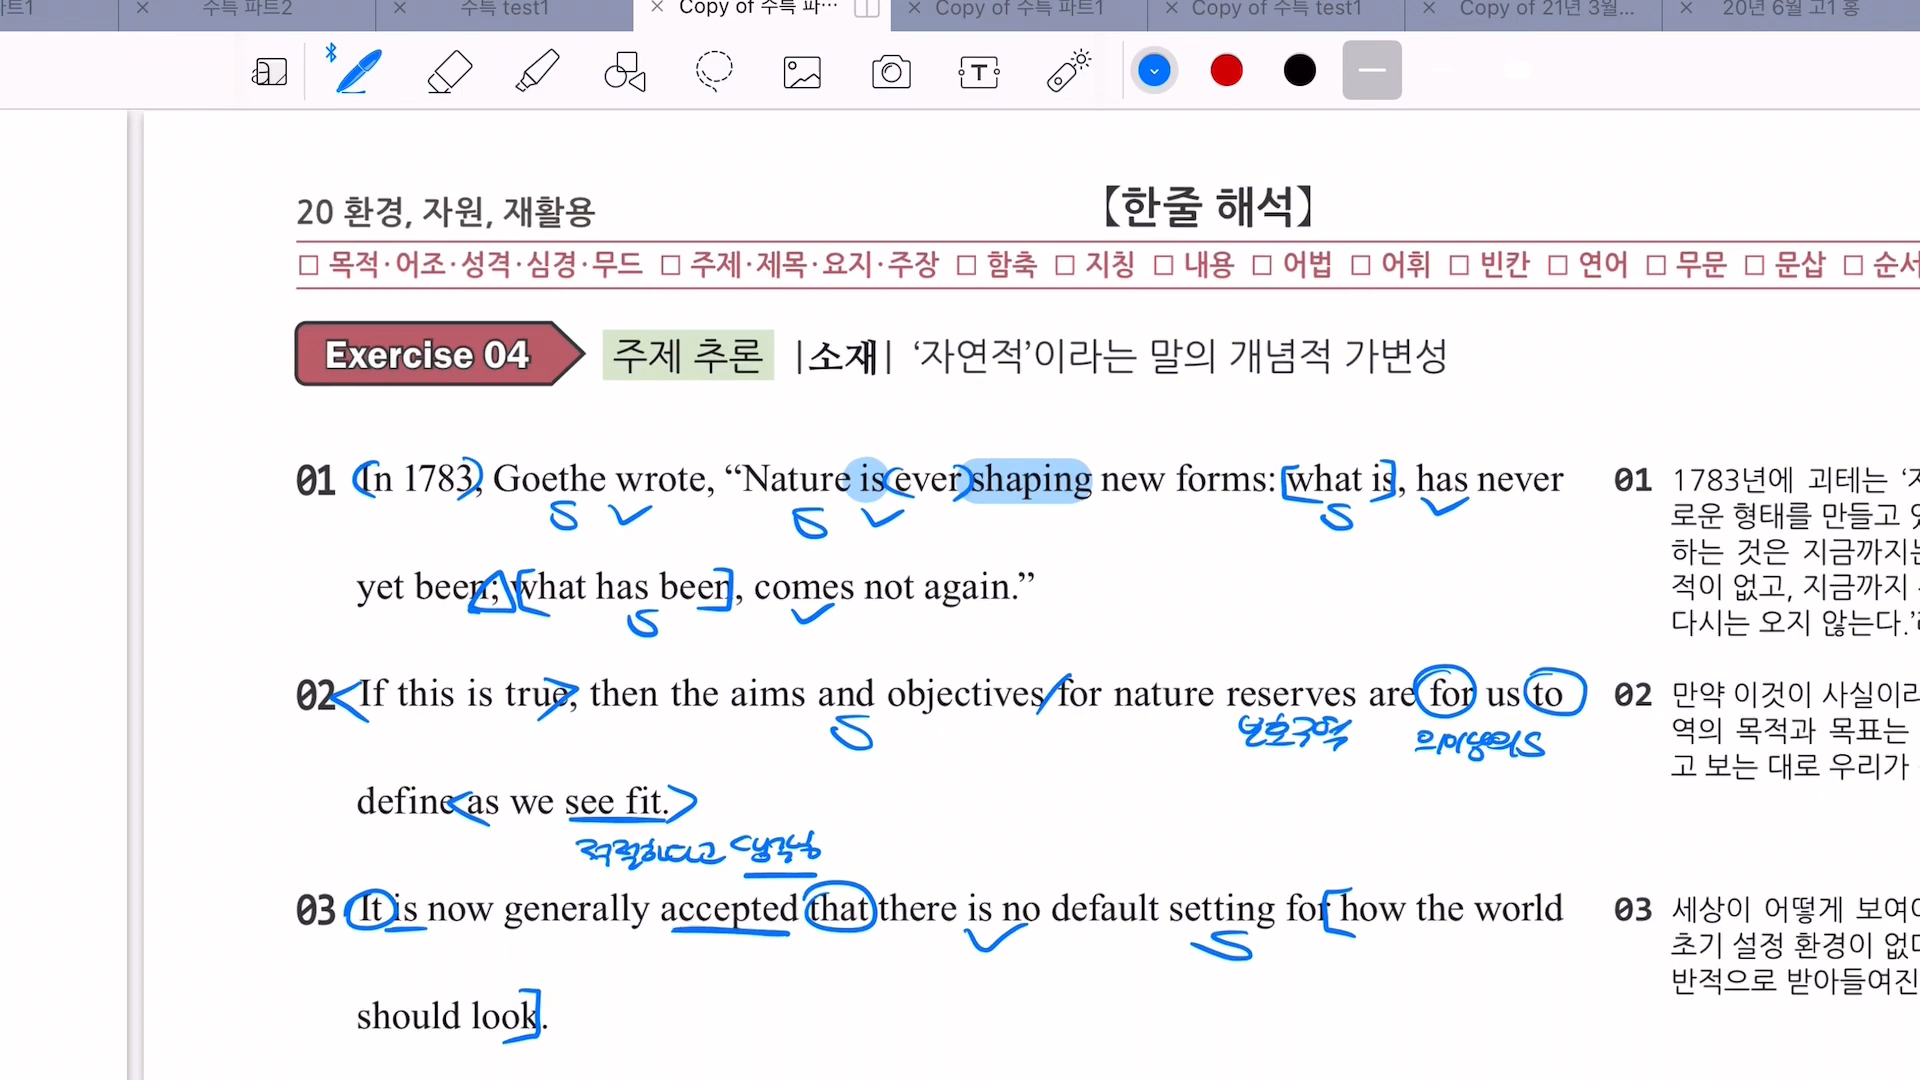 트1 × 수특 파트2 × 수특 test1 × Copy of 수특 파… × Copy of 수특 파트1 × Copy of 수특 test1 × Copy of 21년 3월... × 20년 6월 고1 홍
20 환경, 자원, 재활용
【한줄 해석】
□ 목적·어조·성격·심경·무드 □ 주제·제목·요지·주장 □ 함축 □ 지칭 □ 내용 □ 어법 □ 어휘 □ 빈칸 □ 연어 □ 무문 □ 문삽 □ 순서
Exercise 04 주제 추론 |소재| ‘자연적’이라는 말의 개념적 가변성
01 In 1783, Goethe wrote, “Nature is ever shaping new forms: what is, has never
S S S
yet been; what has been, comes not again.”
S
02 If this is true, then the aims and objectives for nature reserves are for us to
S 보호구역 의미상의 S
define as we see fit.
적절하다고 생각함
03 It is now generally accepted that there is no default setting for how the world
S
should look.
01 1783년에 괴테는 ‘
로운 형태를 만들고
하는 것은 지금까지는
적이 없고, 지금까지
다시는 오지 않는다.’
02 만약 이것이 사실이라
역의 목적과 목표는
고 보는 대로 우리가
03 세상이 어떻게 보여야
초기 설정 환경이 없다
반적으로 받아들여진